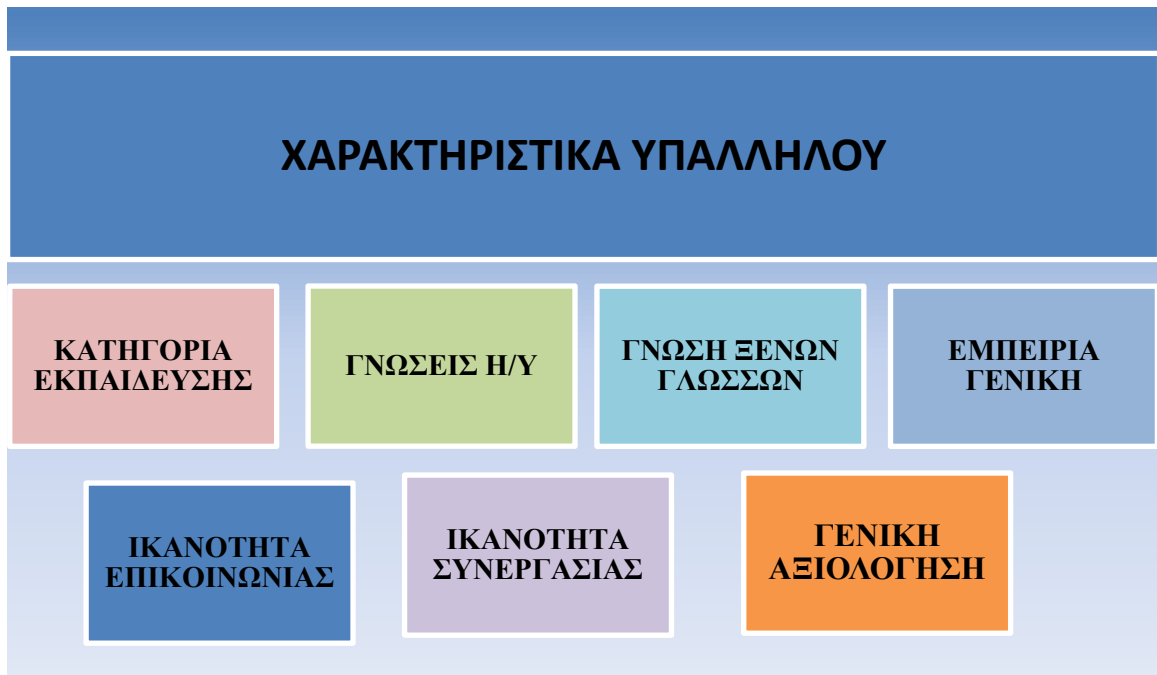 ΧΑΡΑΚΤΗΡΙΣΤΙΚΑ ΥΠΑΛΛΗΛΟΥ
ΚΑΤΗΓΟΡΙΑ
ΕΚΠΑΙΔΕΥΣΗΣ
ΓΝΩΣΕΙΣ Η/Υ
ΓΝΩΣΗ ΞΕΝΩΝ
ΓΛΩΣΣΩΝ
ΕΜΠΕΙΡΙΑ
ΓΕΝΙΚΗ
ΙΚΑΝΟΤΗΤΑ
ΕΠΙΚΟΙΝΩΝΙΑΣ
ΙΚΑΝΟΤΗΤΑ
ΣΥΝΕΡΓΑΣΙΑΣ
ΓΕΝΙΚΗ
ΑΞΙΟΛΟΓΗΣΗ